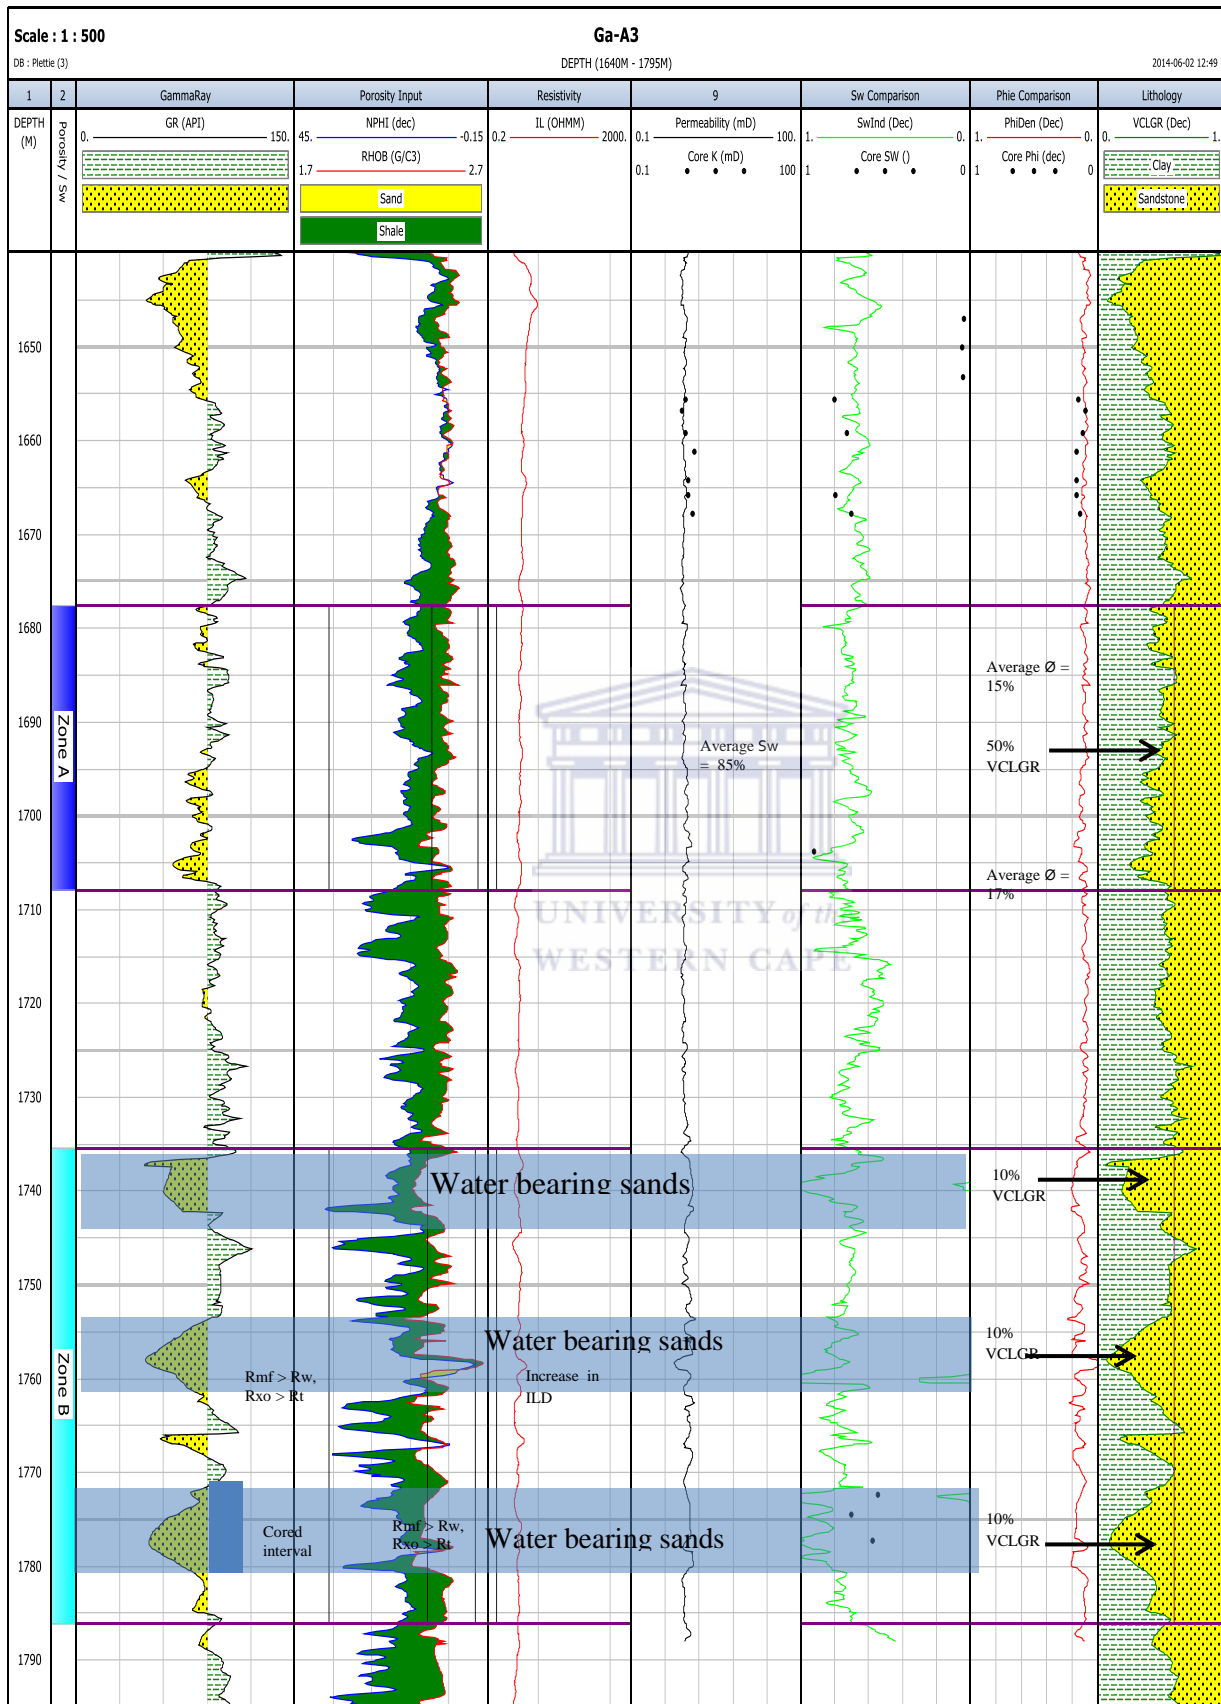 Scale : 1 : 500
Ga-A3
DB : Plettie (3)
DEPTH (1640M - 1795M)
2014-06-02 12:49
1 2 GammaRay Porosity Input Resistivity 9 Sw Comparison Phie Comparison Lithology
DEPTH
(M)
Porosity / Sw
GR (API)
0. 150.
NPHI (dec)
45. -0.15
RHOB (G/C3)
1.7 2.7
Sand
Shale
IL (OHMM)
0.2 2000.
Permeability (mD)
0.1 100.
Core K (mD)
0.1 100
SwInd (Dec)
1. 0.
Core SW ()
1 0
PhiDen (Dec)
1. 0.
Core Phi (dec)
1 0
VCLGR (Dec)
0. 1.
Clay
Sandstone
1650
1660
1670
1680
Average Ø =
15%
1690
Zone A
Average Sw
= 85%
50%
VCLGR
1700
Average Ø =
17%
1710
UNIVERSITY of the
WESTERN CAPE
1720
1730
1740
Water bearing sands
10%
VCLGR
1750
Water bearing sands
10%
VCLGR
1760
Zone B
Rmf > Rw,
Rxo > Rt
Increase in
ILD
1770
Cored
interval
Rmf > Rw,
Rxo > Rt
Water bearing sands
10%
VCLGR
1780
1790